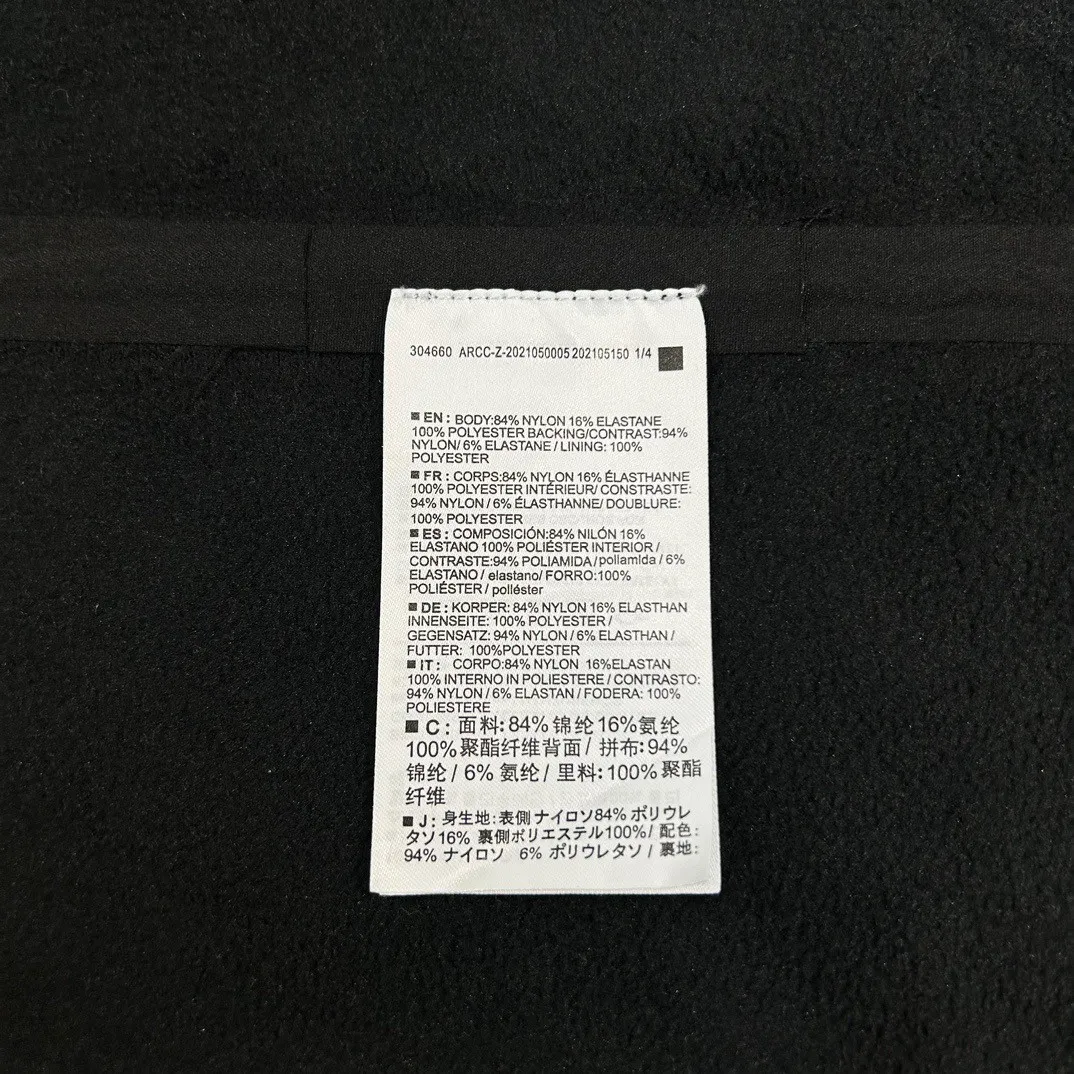 304660 ARCC-Z-2021050005 202105150 1/4
EN: BODY:84% NYLON 16% ELASTANE
100% POLYESTER BACKING/CONTRAST:94%
NYLON/ 6% ELASTANE / LINING: 100%
POLYESTER
FR: CORPS:84% NYLON 16% ÉLASTHANNE
100% POLYESTER INTÉRIEUR/ CONSTRASTE:
94% NYLON / 6% ÉLASTHANNE/ DOUBLURE:
100% POLYESTER
ES: COMPOSICIÓN:84% NILÓN 16%
ELASTANO 100% POLIÉSTER INTERIOR /
CONTRASTE:94% POLIAMIDA / poliamida / 6%
ELASTANO / elastano/ FORRO:100%
POLIÉSTER / poliéster
DE: KORPER: 84% NYLON 16% ELASTHAN
INNENSEITE: 100% POLYESTER /
GEGENSATZ: 94% NYLON / 6% ELASTHAN /
FUTTER: 100%POLYESTER
IT: CORPO:84% NYLON 16%ELASTAN
100% INTERNO IN POLIESTERE / CONTRASTO:
94% NYLON / 6% ELASTAN / FODERA: 100%
POLIESTERE
C: 面料:84%锦纶16%氨纶
100%聚酯纤维背面/ 拼布:94%
锦纶/ 6% 氨纶/ 里料:100%聚酯
纤维
J: 身生地:表側ナイロソ84% ポリウレ
タソ16% 裏側ポリエステル100%/ 配色:
94% ナイロソ 6% ポリウレタソ / 裏地: